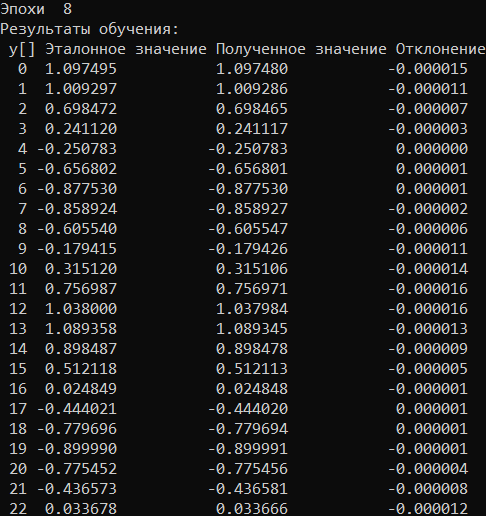 Эпохи  8
Результаты обучения:
y[] Эталонное значение Полученное значение Отклонение
0 1.097495 1.097480 -0.000015
1 1.009297 1.009286 -0.000011
2 0.698472 0.698465 -0.000007
3 0.241120 0.241117 -0.000003
4 -0.250783 -0.250783 0.000000
5 -0.656802 -0.656801 0.000001
6 -0.877530 -0.877530 0.000001
7 -0.858924 -0.858927 -0.000002
8 -0.605540 -0.605547 -0.000006
9 -0.179415 -0.179426 -0.000011
10 0.315120 0.315106 -0.000014
11 0.756987 0.756971 -0.000016
12 1.038000 1.037984 -0.000016
13 1.089358 1.089345 -0.000013
14 0.898487 0.898478 -0.000009
15 0.512118 0.512113 -0.000005
16 0.024849 0.024848 -0.000001
17 -0.444021 -0.444020 0.000001
18 -0.779696 -0.779694 0.000001
19 -0.899990 -0.899991 -0.000001
20 -0.775452 -0.775456 -0.000004
21 -0.436573 -0.436581 -0.000008
22 0.033678 0.033666 -0.000012